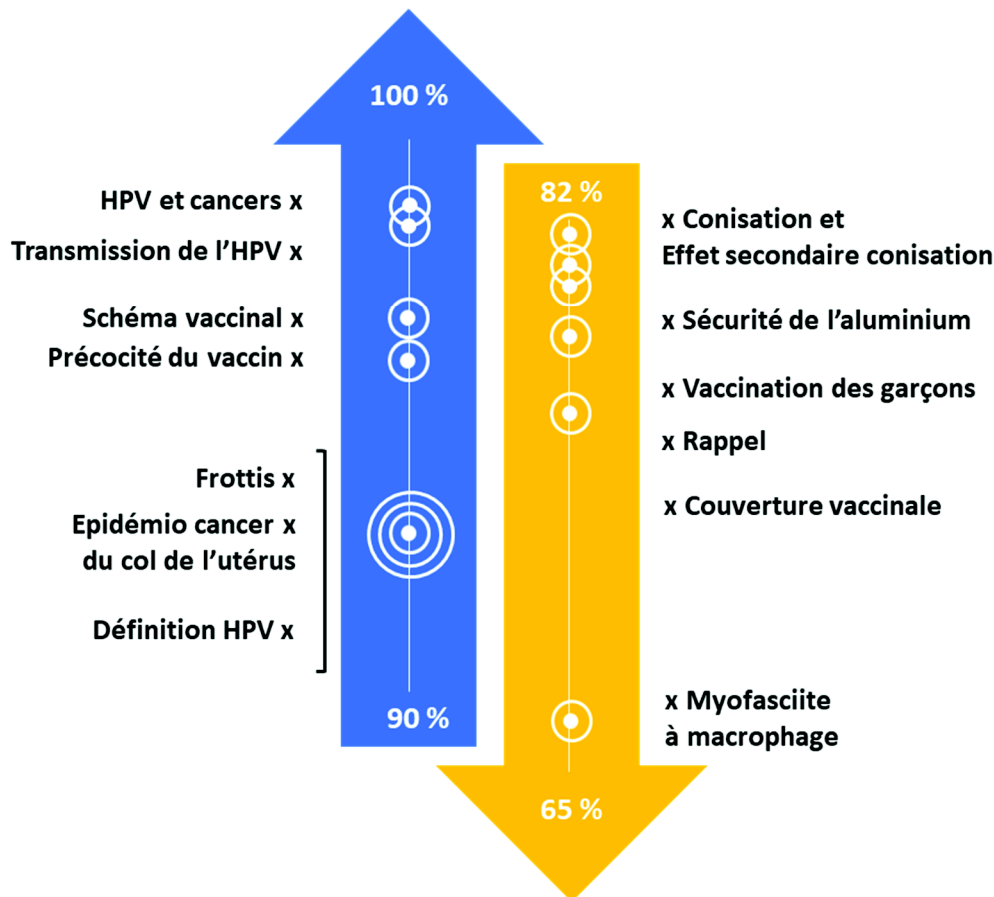 100 %
HPV et cancers x
Transmission de l'HPV x
Schéma vaccinal x
Précocité du vaccin x
Frottis x
Epidémio cancer x
du col de l'utérus
Définition HPV x
90 %
82 %
x Conisation et
Effet secondaire conisation
x Sécurité de l'aluminium
x Vaccination des garçons
x Rappel
x Couverture vaccinale
x Myofasciite
à macrophage
65 %